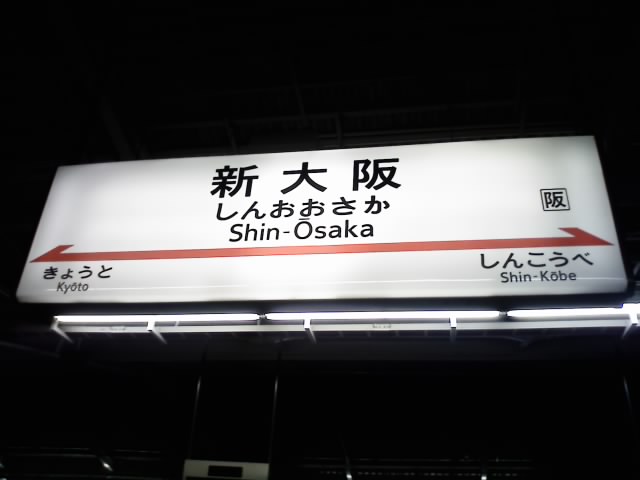 新大阪
しんおおさか
Shin-Ōsaka
阪
きょうと
Kyōto
しんこうべ
Shin-Kōbe